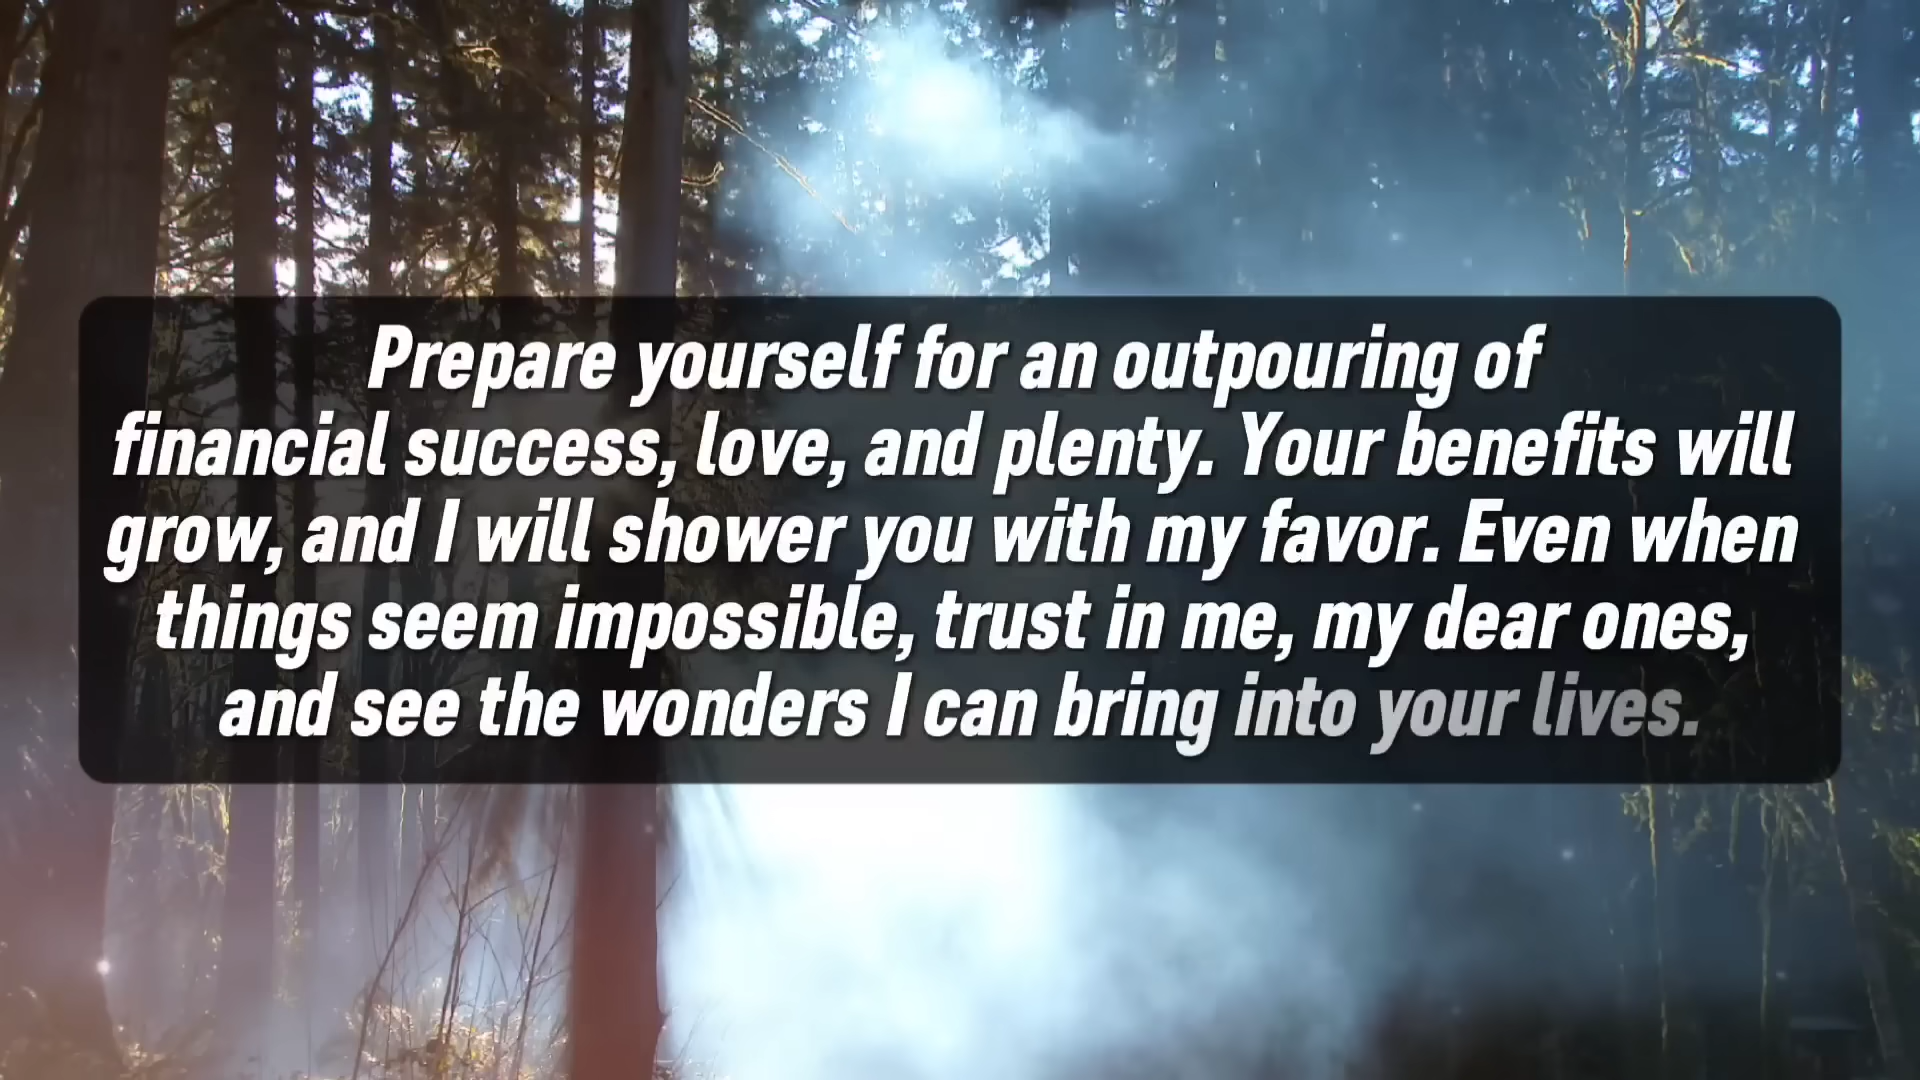 Prepare yourself for an outpouring of
financial success, love, and plenty. Your benefits will
grow, and I will shower you with my favor. Even when
things seem impossible, trust in me, my dear ones,
and see the wonders I can bring into your lives.